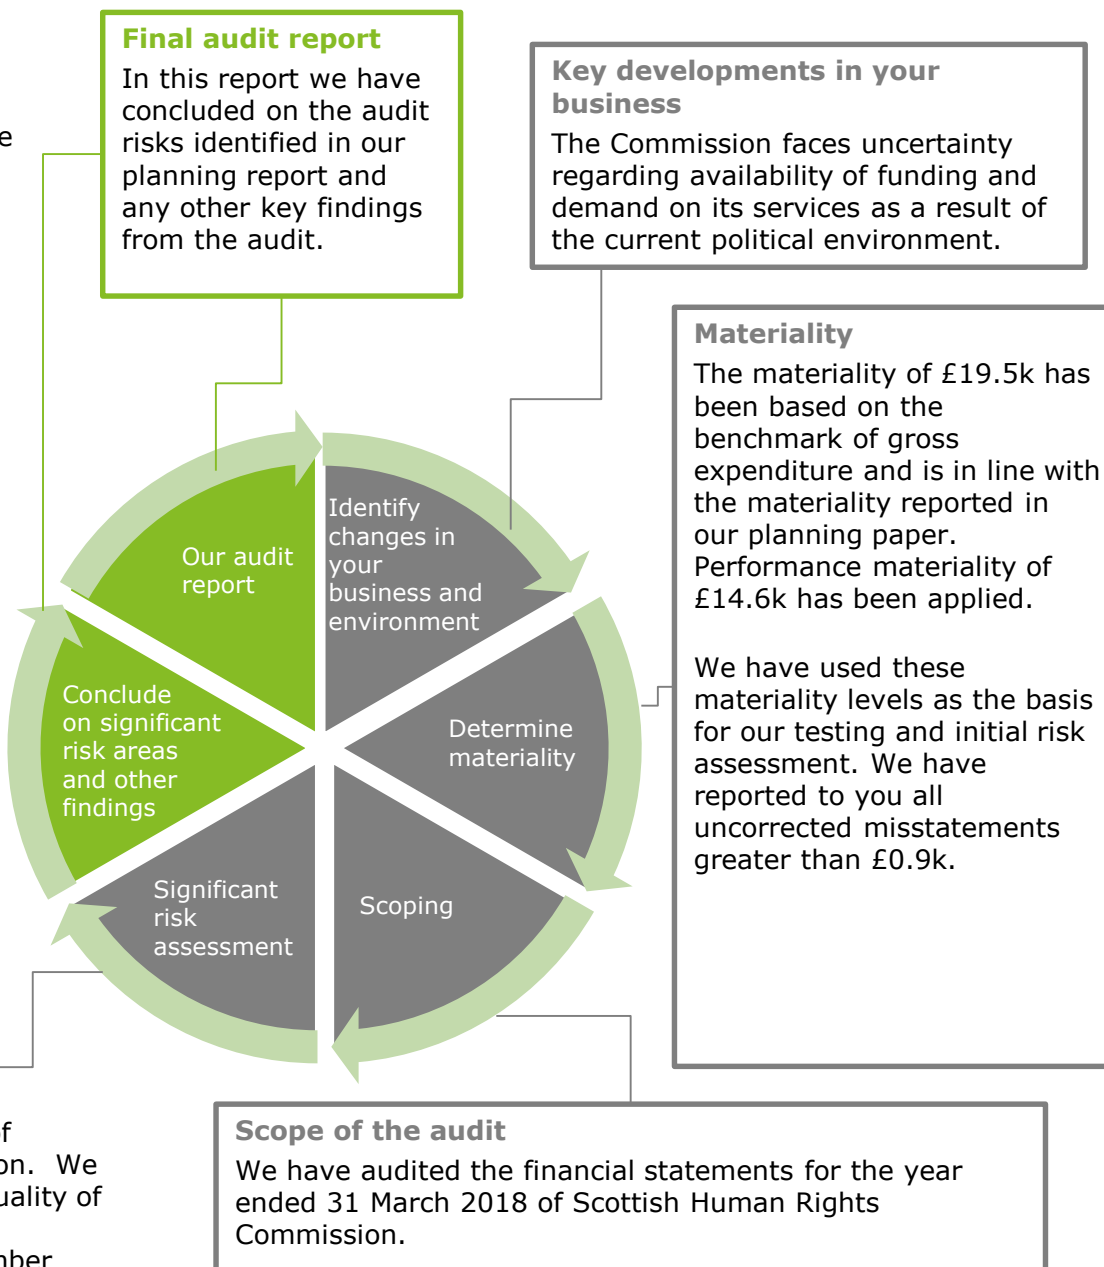 Final audit report
In this report we have
concluded on the audit
risks identified in our
planning report and
any other key findings
from the audit.
Key developments in your
business
The Commission faces uncertainty
regarding availability of funding and
demand on its services as a result of
the current political environment.
Materiality
The materiality of £19.5k has
been based on the
benchmark of gross
expenditure and is in line with
the materiality reported in
our planning paper.
Performance materiality of
£14.6k has been applied.
We have used these
materiality levels as the basis
for our testing and initial risk
assessment. We have
reported to you all
uncorrected misstatements
greater than £0.9k.
Identify
changes in
your
business and
environment
Our audit
report
Determine
materiality
Conclude
on significant
risk areas
and other
findings
Significant
risk
assessment
Scoping
We
of
Scope of the audit
We have audited the financial statements for the year
ended 31 March 2018 of Scottish Human Rights
Commission.